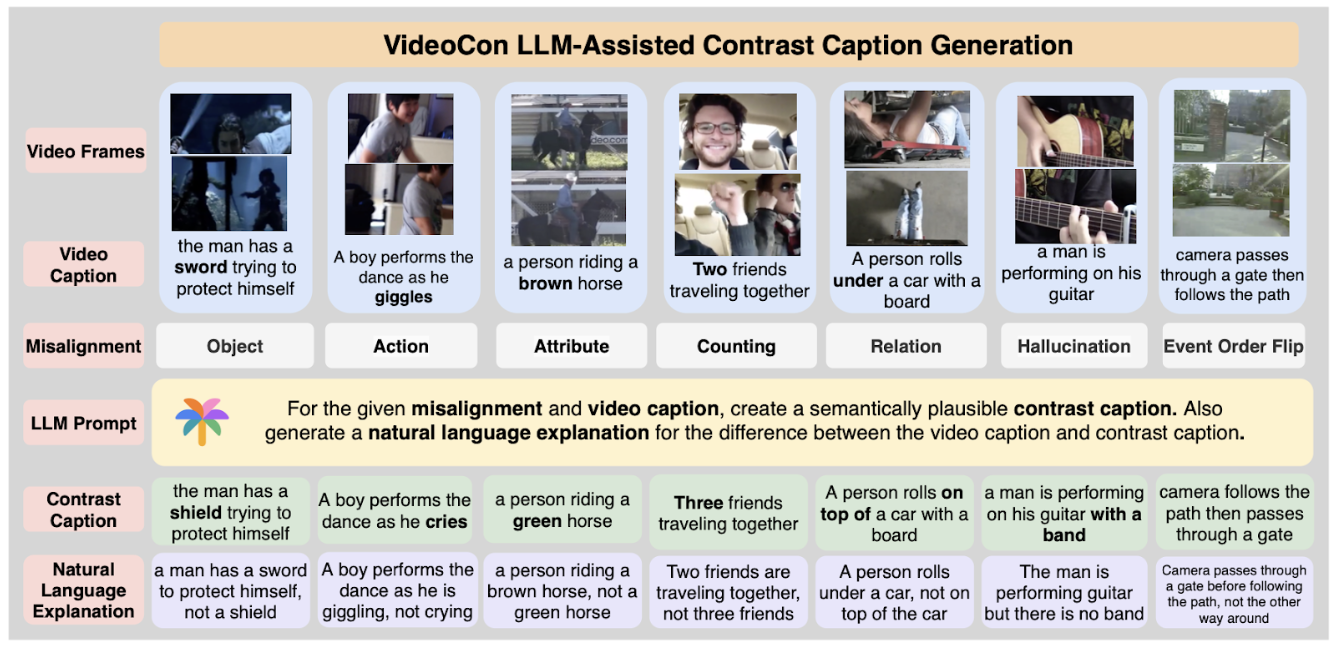 VideoCon LLM-Assisted Contrast Caption Generation
Video Frames
deo.com
Video
Caption
the man has a
sword trying to
protect himself
A boy performs the
dance as he
giggles
a person riding a
brown horse
Two friends
traveling together
A person rolls
under a car with a
board
a man is
performing on his
guitar
camera passes
through a gate then
follows the path
Misalignment
Object
Action
Attribute
Counting
Relation
Hallucination
Event Order Flip
LLM Prompt
For the given misalignment and video caption, create a semantically plausible contrast caption. Also
generate a natural language explanation for the difference between the video caption and contrast caption.
Contrast
Caption
the man has a
shield trying to
protect himself
A boy performs the
dance as he cries
a person riding a
green horse
Three friends
traveling together
A person rolls on
top of a car with a
board
a man is performing
on his guitar with a
band
camera follows the
path then passes
through a gate
Natural
Language
Explanation
a man has a sword
to protect himself,
not a shield
A boy performs the
dance as he is
giggling, not crying
a person riding a
brown horse, not a
green horse
Two friends are
traveling together,
not three friends
A person rolls
under a car, not on
top of the car
The man is
performing guitar
but there is no band
Camera passes through
a gate before following
the path, not the other
way around